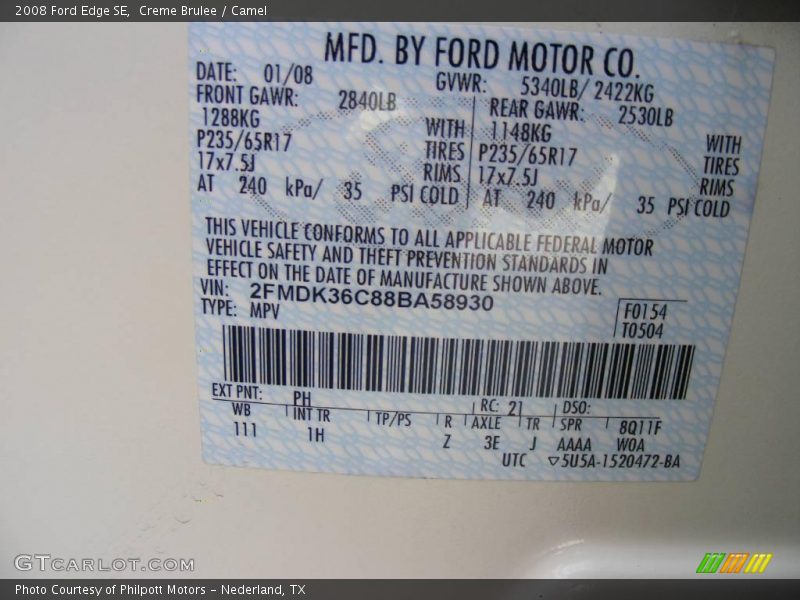 2008 Ford Edge SE, Creme Brulee / Camel
MFD. BY FORD MOTOR CO.
DATE: 01/08 GVWR: 5340LB/ 2422KG
FRONT GAWR: 2840LB REAR GAWR: 2530LB
1288KG WITH 1148KG WITH
P235/65R17 TIRES P235/65R17 TIRES
17x7.5J RIMS 17x7.5J RIMS
AT 240 kPa/ 35 PSI COLD AT 240 kPa/ 35 PSI COLD
THIS VEHICLE CONFORMS TO ALL APPLICABLE FEDERAL MOTOR
VEHICLE SAFETY AND THEFT PREVENTION STANDARDS IN
EFFECT ON THE DATE OF MANUFACTURE SHOWN ABOVE.
VIN: 2FMDK36C88BA58930
TYPE: MPV
F0154
T0504
EXT PNT: PH RC: 21 DSO:
WB INT TR TP/PS R AXLE TR SPR 8Q11F
111 1H Z 3E J AAAA W0A
UTC ▽5U5A-1520472-BA
GTCARLOT.COM
Photo Courtesy of Philpott Motors - Nederland, TX